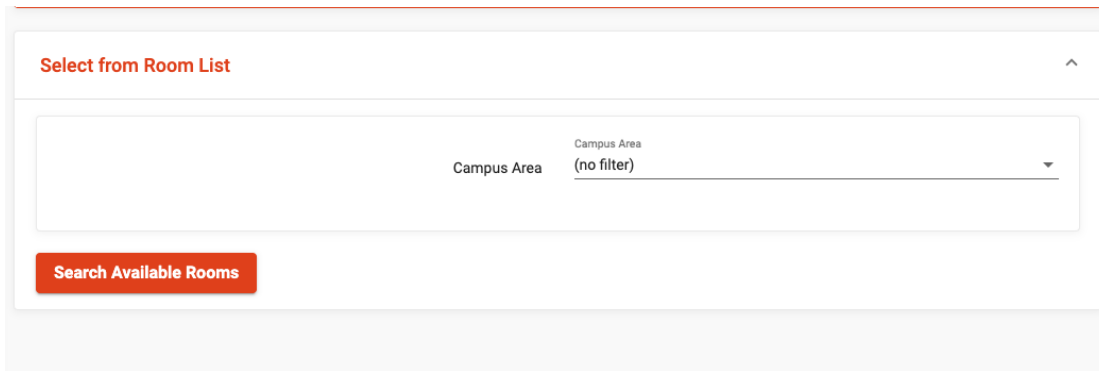 Select from Room List
Campus Area
Campus Area
(no filter)
Search Available Rooms